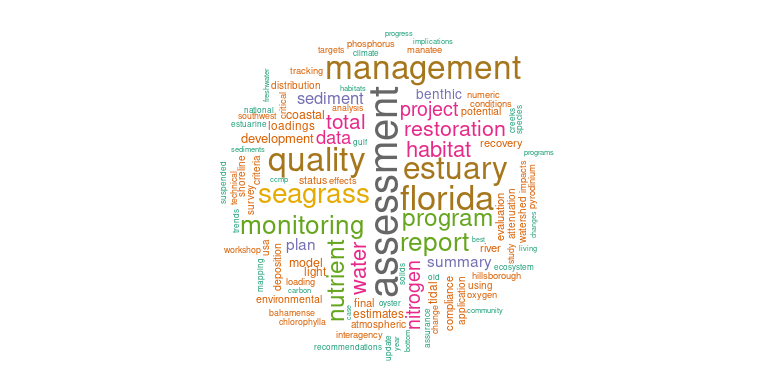 progress
phosphorus
implications
targets
climate
manatee
management
tracking
freshwater
distribution
habitats
critical
sediment
benthic
numeric
national
analysis
assessment
project
conditions
southwest
coastal
potential
estuarine
loadings
total
restoration
creeks
species
development
data
gulf
habitat
recovery
sediments
programs
quality
estuary
suspended
technical
shoreline
criteria
ccmp
status
effects
survey
seagrass
florida
evaluation
attenuation
watershed
impacts
pyrodinium
trends
monitoring
program
changes
workshop
usa
plan
report
best
river
study
living
mapping
deposition
model
nutrient
water
light
solids
nitrogen
summary
ecosystem
loading
oid
hillsborough
carbon
tidal
using
environmental
final
oyster
oxygen
case
compliance
application
bahamense
estimates
change
community
chlorophylla
atmospheric
assurance
interagency
bottom
recommendations
update
year